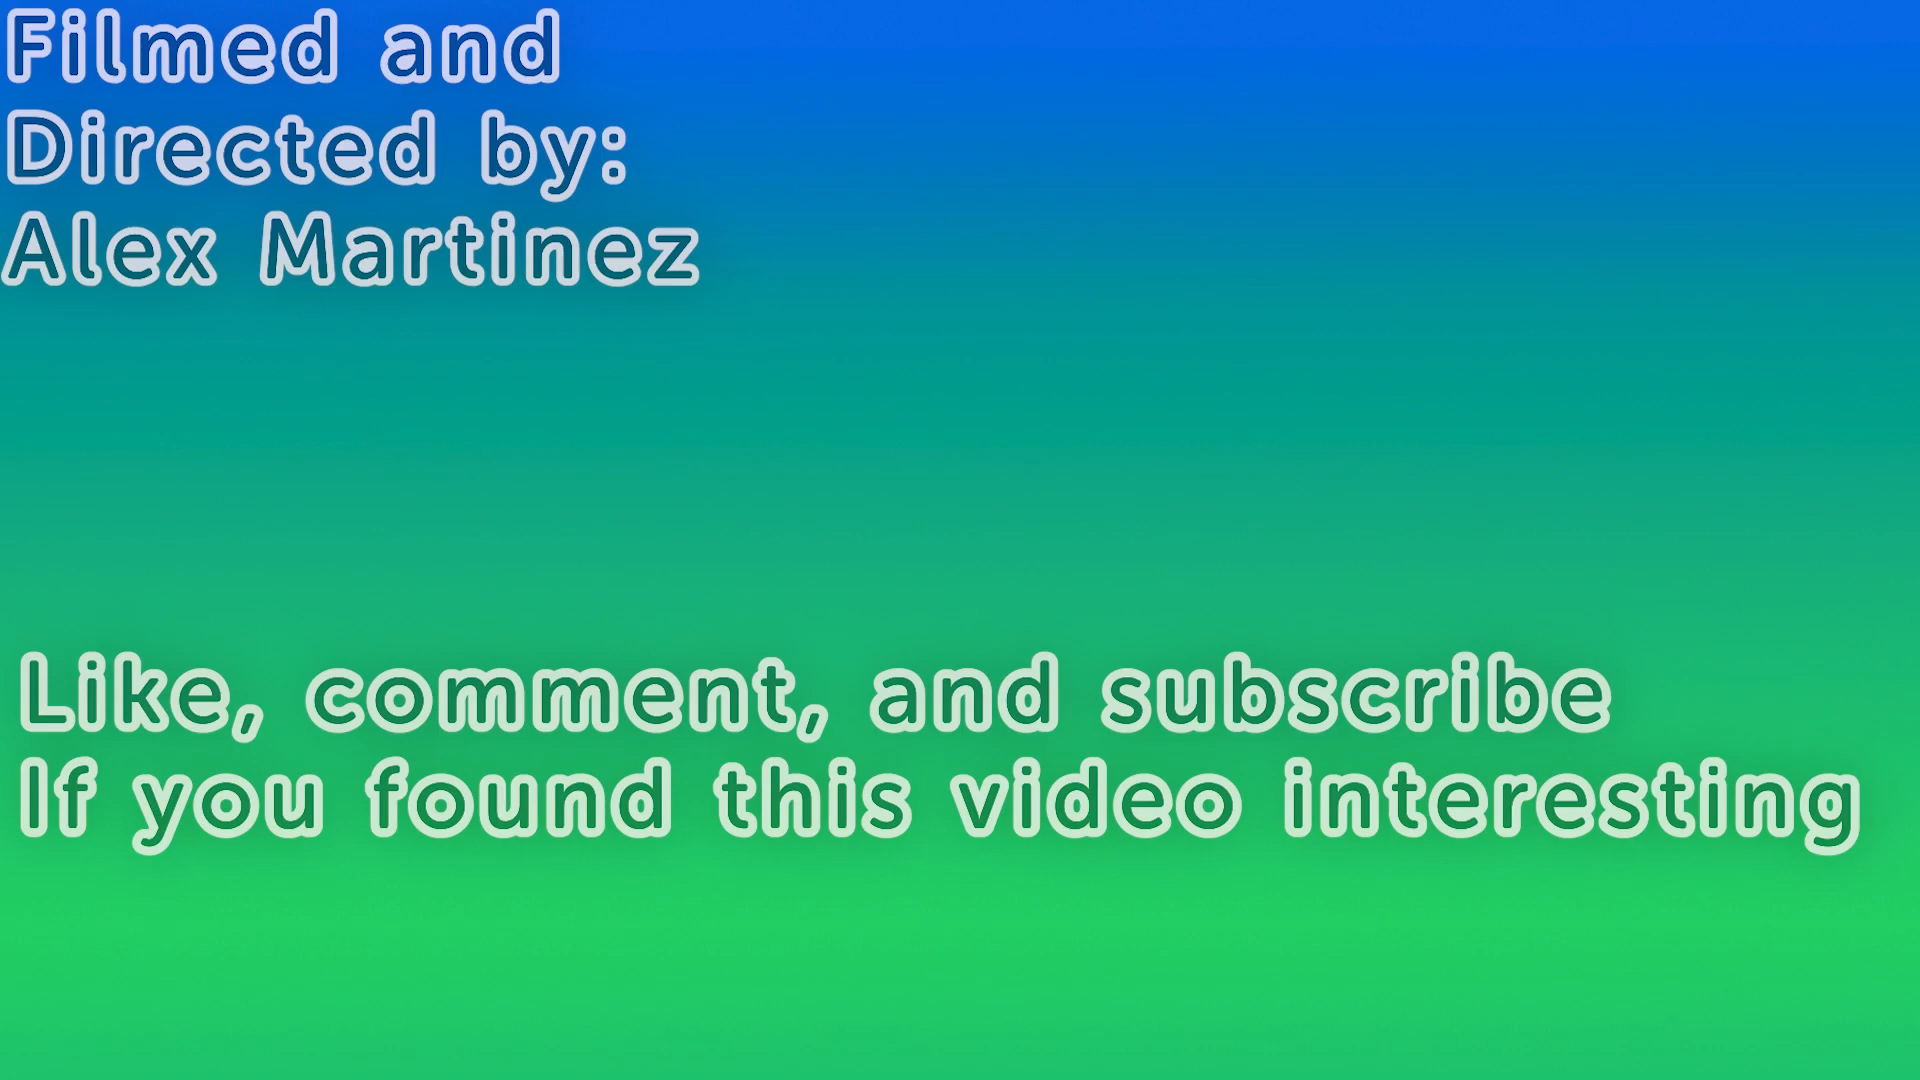 Filmed and
Directed by:
Alex Martinez
Like, comment, and subscribe
If you found this video interesting